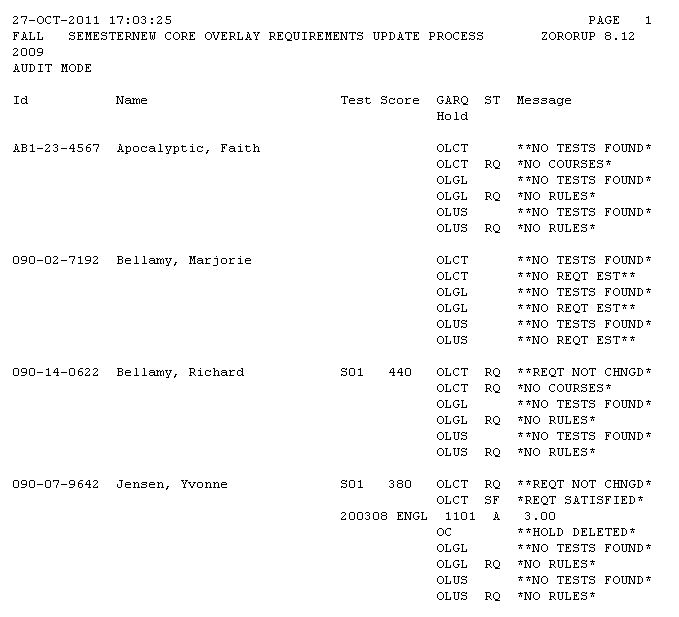 27-OCT-2011 17:03:25 PAGE 1
FALL SEMESTERNEW CORE OVERLAY REQUIREMENTS UPDATE PROCESS ZORORUP 8.12
2009
AUDIT MODE
Id Name Test Score GARQ ST Message
Hold
AB1-23-4567 Apocalyptic, Faith OLCT **NO TESTS FOUND*
OLCT RQ *NO COURSES*
OLGL **NO TESTS FOUND*
OLGL RQ *NO RULES*
OLUS **NO TESTS FOUND*
OLUS RQ *NO RULES*
090-02-7192 Bellamy, Marjorie OLCT **NO TESTS FOUND*
OLCT **NO REQT EST**
OLGL **NO TESTS FOUND*
OLGL **NO REQT EST**
OLUS **NO TESTS FOUND*
OLUS **NO REQT EST**
090-14-0622 Bellamy, Richard S01 440 OLCT RQ **REQT NOT CHNGD*
OLCT RQ *NO COURSES*
OLGL **NO TESTS FOUND*
OLGL RQ *NO RULES*
OLUS **NO TESTS FOUND*
OLUS RQ *NO RULES*
090-07-9642 Jensen, Yvonne S01 380 OLCT RQ **REQT NOT CHNGD*
OLCT SF *REQT SATISFIED*
200308 ENGL 1101 A 3.00
OC **HOLD DELETED*
OLGL **NO TESTS FOUND*
OLGL RQ *NO RULES*
OLUS **NO TESTS FOUND*
OLUS RQ *NO RULES*